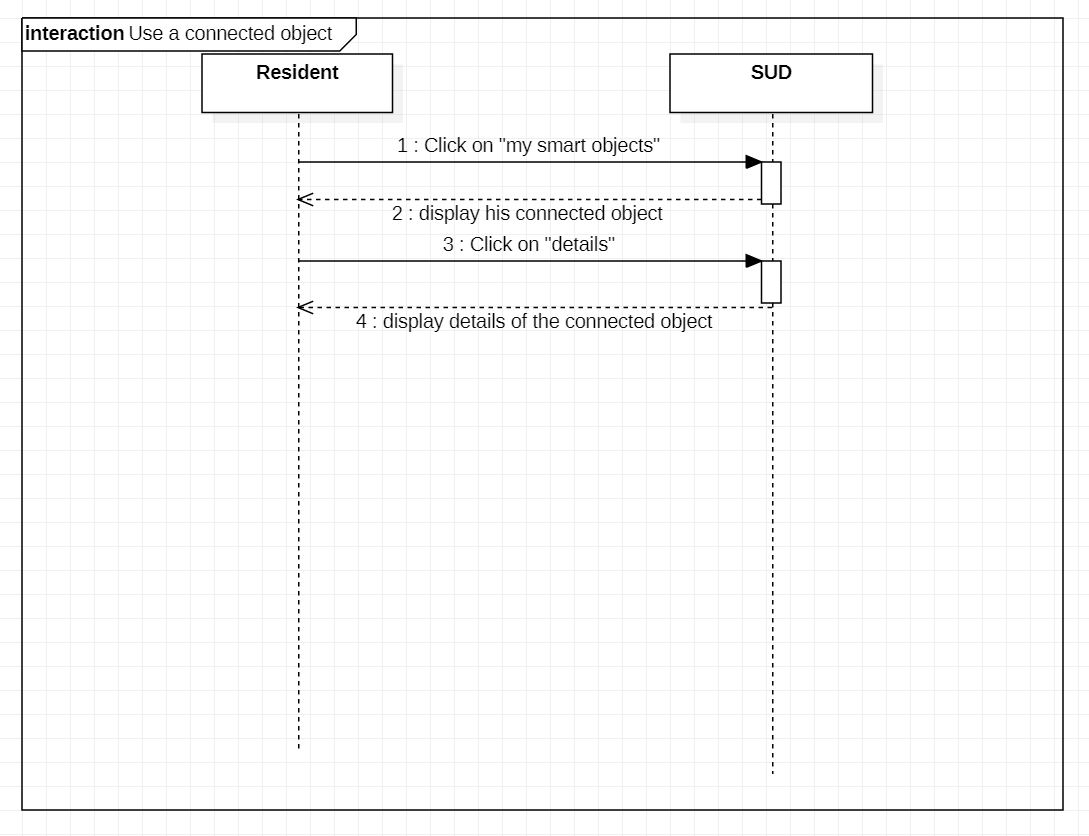 interaction Use a connected object
Resident
SUD
1 : Click on "my smart objects"
2 : display his connected object
3 : Click on "details"
4 : display details of the connected object